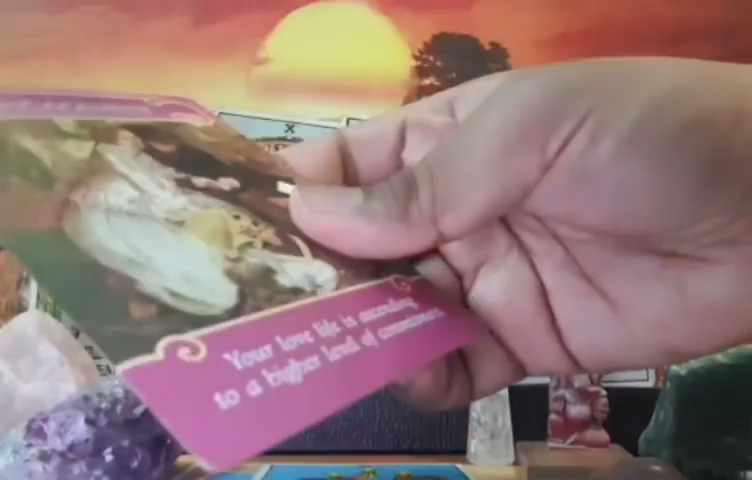 Your love life is ascending
to a higher level of commitment.
X